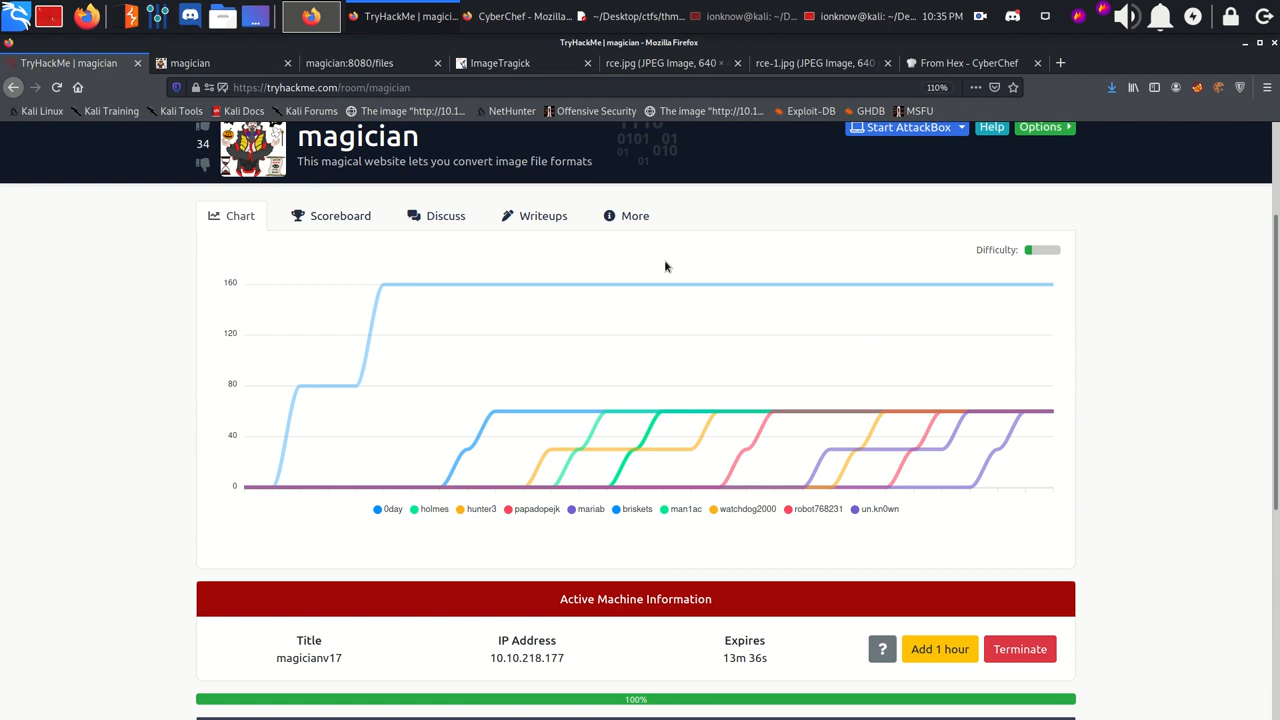 TryHackMe | magici...
CyberChef - Mozilla...
~/Desktop/ctfs/thm...
ionknow@kali: ~/D...
ionknow@kali: ~/De...
10:35 PM
TryHackMe | magician - Mozilla Firefox
TryHackMe | magician
magician
magician:8080/files
ImageTragick
rce.jpg (JPEG Image, 640 ×
rce-1.jpg (JPEG Image, 640
From Hex - CyberChef
https://tryhackme.com/room/magician
110%
Kali Linux
Kali Training
Kali Tools
Kali Docs
Kali Forums
The image "http://10.1...
NetHunter
Offensive Security
The image "http://10.1...
Exploit-DB
GHDB
MSFU
34
magician
This magical website lets you convert image file formats
Start AttackBox
Help
Options
Chart
Scoreboard
Discuss
Writeups
More
Difficulty:
160
120
80
40
0
0day
holmes
hunter3
papadopejk
mariab
briskets
man1ac
watchdog2000
robot768231
un.kn0wn
Active Machine Information
Title
IP Address
Expires
magicianv17
10.10.218.177
13m 36s
?
Add 1 hour
Terminate
100%